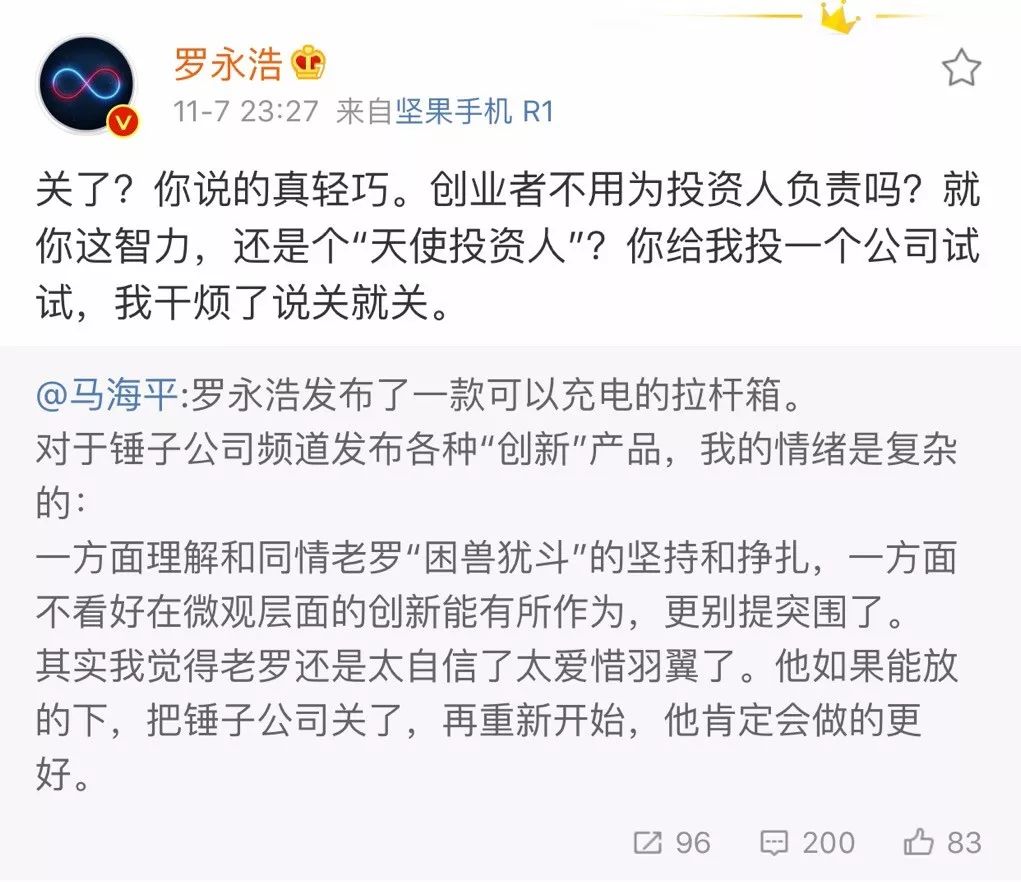 罗永浩
11-7 23:27 来自坚果手机 R1
关了？你说的真轻巧。创业者不用为投资人负责吗？就
你这智力，还是个“天使投资人”？你给我投一个公司试
试，我干烦了说关就关。
@马海平:罗永浩发布了一款可以充电的拉杆箱。
对于锤子公司频道发布各种“创新”产品，我的情绪是复杂
的：
一方面理解和同情老罗“困兽犹斗”的坚持和挣扎，一方面
不看好在微观层面的创新能有所作为，更别提突围了。
其实我觉得老罗还是太自信了太爱惜羽翼了。他如果能放
的下，把锤子公司关了，再重新开始，他肯定会做的更
好。
96 200 83